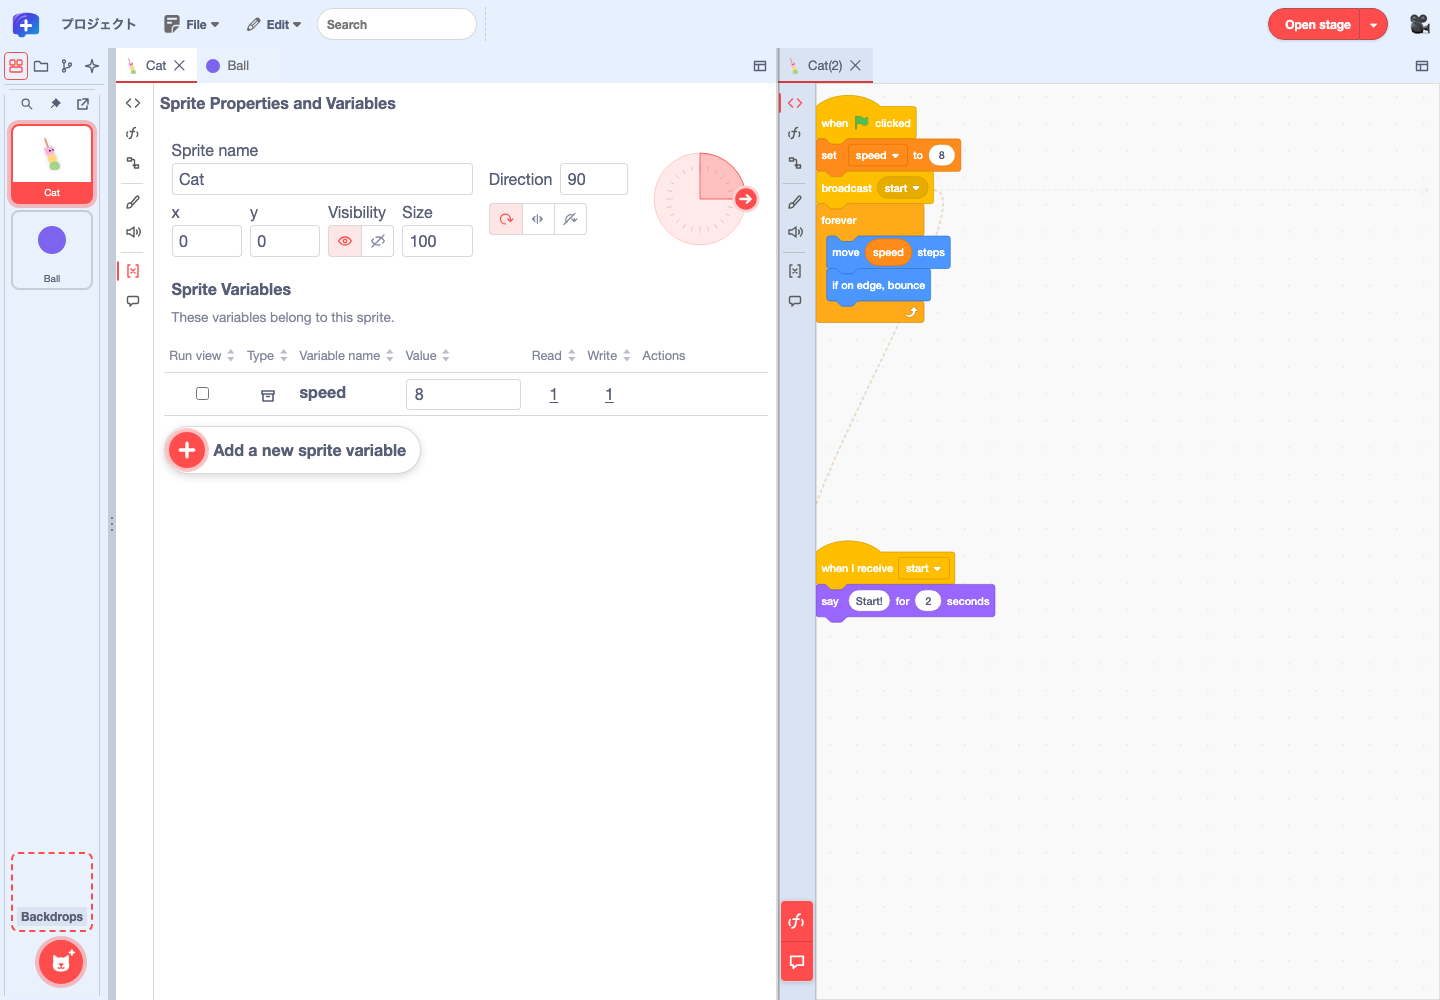 プロジェクト
File
Edit
Search
Open stage
Cat
Ball
Cat(2)
Cat
Ball
Backdrops
Sprite Properties and Variables
Sprite name
Cat
Direction
90
x
y
Visibility
Size
0
0
100
Sprite Variables
These variables belong to this sprite.
Run view
Type
Variable name
Value
Read
Write
Actions
speed
8
1
1
Add a new sprite variable
when clicked
set speed to 8
broadcast start
forever
move speed steps
if on edge, bounce
when I receive start
say Start! for 2 seconds